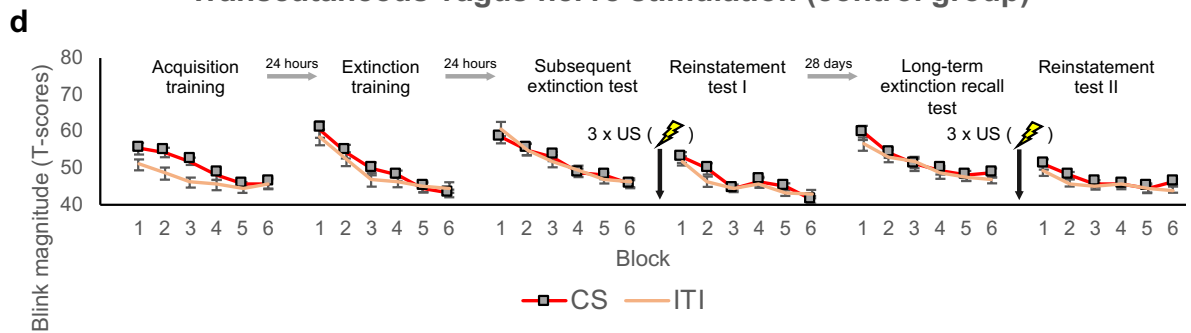 Transcutaneous Vagus nerve stimulation (control group)
d
Blink magnitude (T-scores)
80
70
60
50
40
Acquisition
training
24 hours
Extinction
training
24 hours
Subsequent
extinction test
3 x US ( )
Reinstatement
test I
28 days
Long-term
extinction recall
test
3 x US ( )
Reinstatement
test II
1 2 3 4 5 6 1 2 3 4 5 6 1 2 3 4 5 6 1 2 3 4 5 6 1 2 3 4 5 6 1 2 3 4 5 6
Block
CS ITI